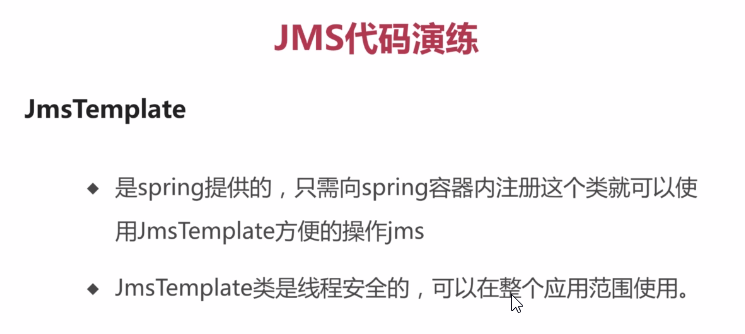 JMS代码演练
JmsTemplate
◆ 是spring提供的，只需向spring容器内注册这个类就可以使
用JmsTemplate方便的操作jms
◆ JmsTemplate类是线程安全的，可以在整个应用范围使用。